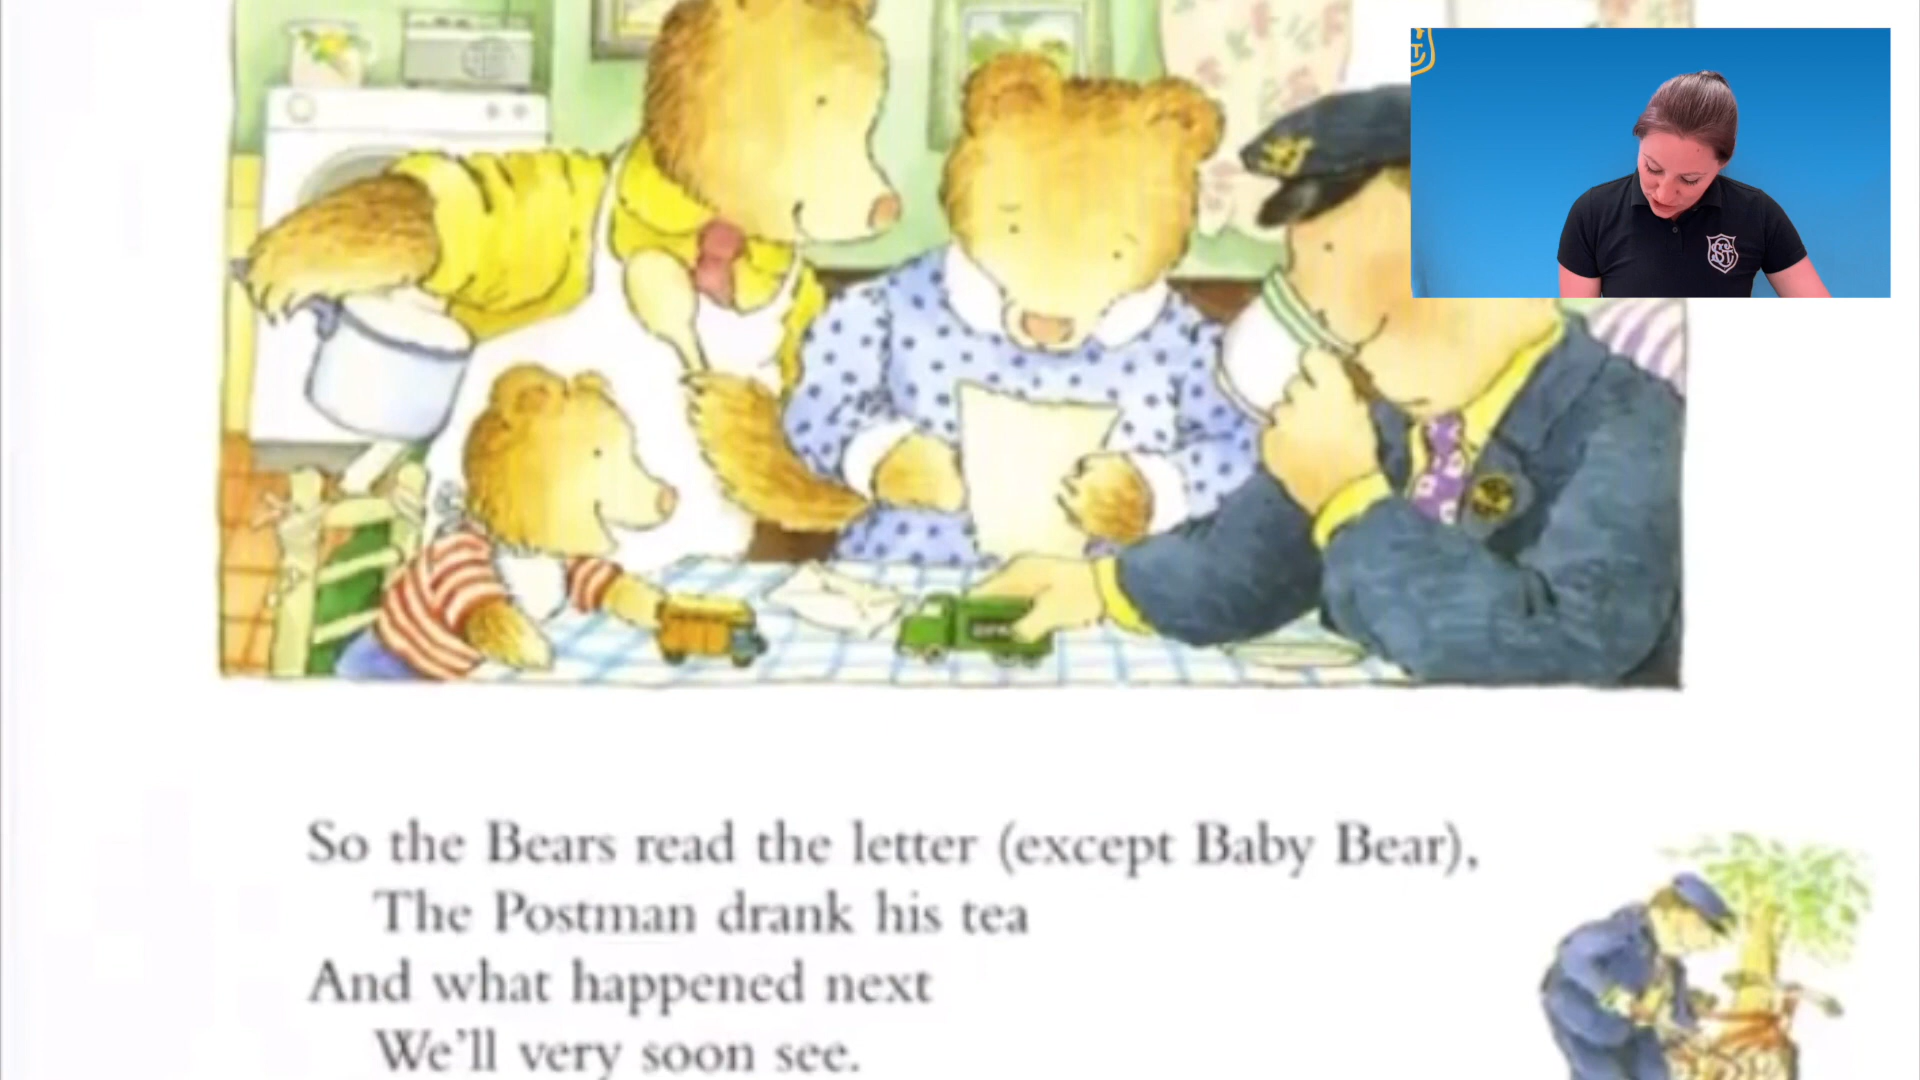 So the Bears read the letter (except Baby Bear),
The Postman drank his tea
And what happened next
We'll very soon see.